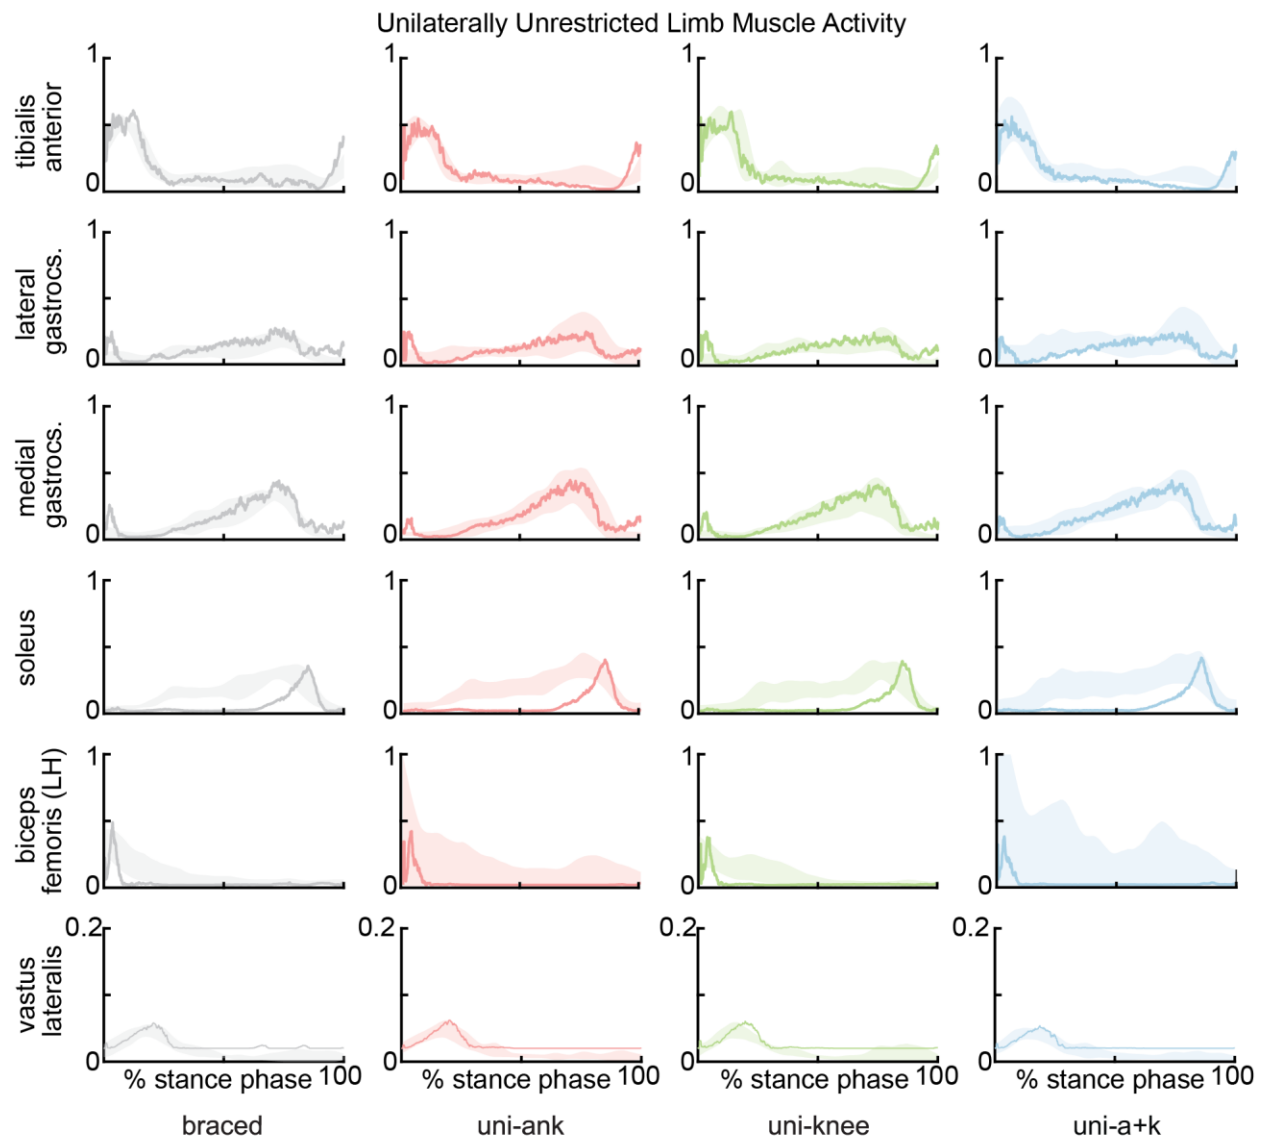 Unilaterally Unrestricted Limb Muscle Activity
tibialis
anterior
1
0
1
0
1
0
1
0
lateral
gastrocs.
1
0
1
0
1
0
1
0
medial
gastrocs.
1
0
1
0
1
0
1
0
soleus
1
0
1
0
1
0
1
0
biceps
femoris (LH)
1
0
1
0
1
0
1
0
vastus
lateralis
0.2
0
0.2
0
0.2
0
0.2
0
% stance phase 100
% stance phase 100
% stance phase 100
% stance phase 100
braced
uni-ank
uni-knee
uni-a+k